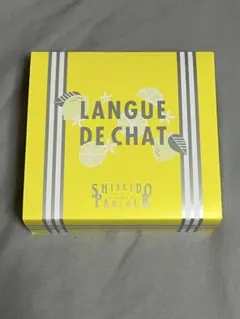 LANGUE
DE CHAT
SHISEIDO
PARLOUR